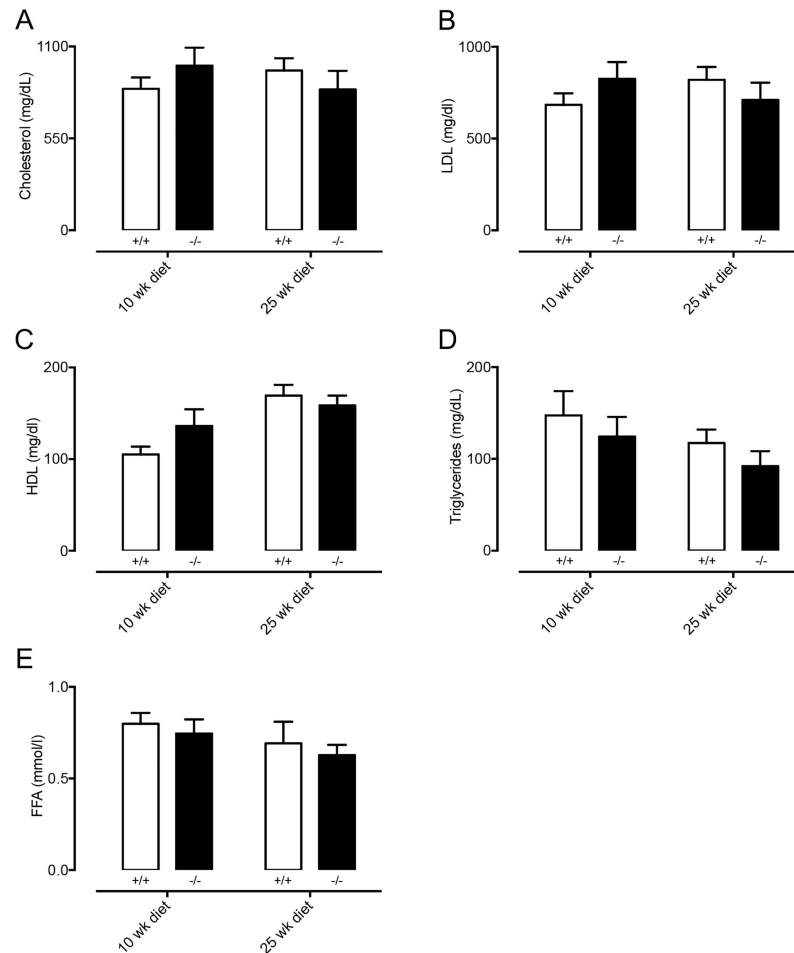 A
Cholesterol (mg/dL)
1100
550
0
+/+ -/- +/+ -/-
10 wk diet 25 wk diet
B
LDL (mg/dl)
1000
500
0
+/+ -/- +/+ -/-
10 wk diet 25 wk diet
C
HDL (mg/dl)
200
100
0
+/+ -/- +/+ -/-
10 wk diet 25 wk diet
D
Triglycerides (mg/dL)
200
100
0
+/+ -/- +/+ -/-
10 wk diet 25 wk diet
E
FFA (mmol/l)
1.0
0.5
0.0
+/+ -/- +/+ -/-
10 wk diet 25 wk diet